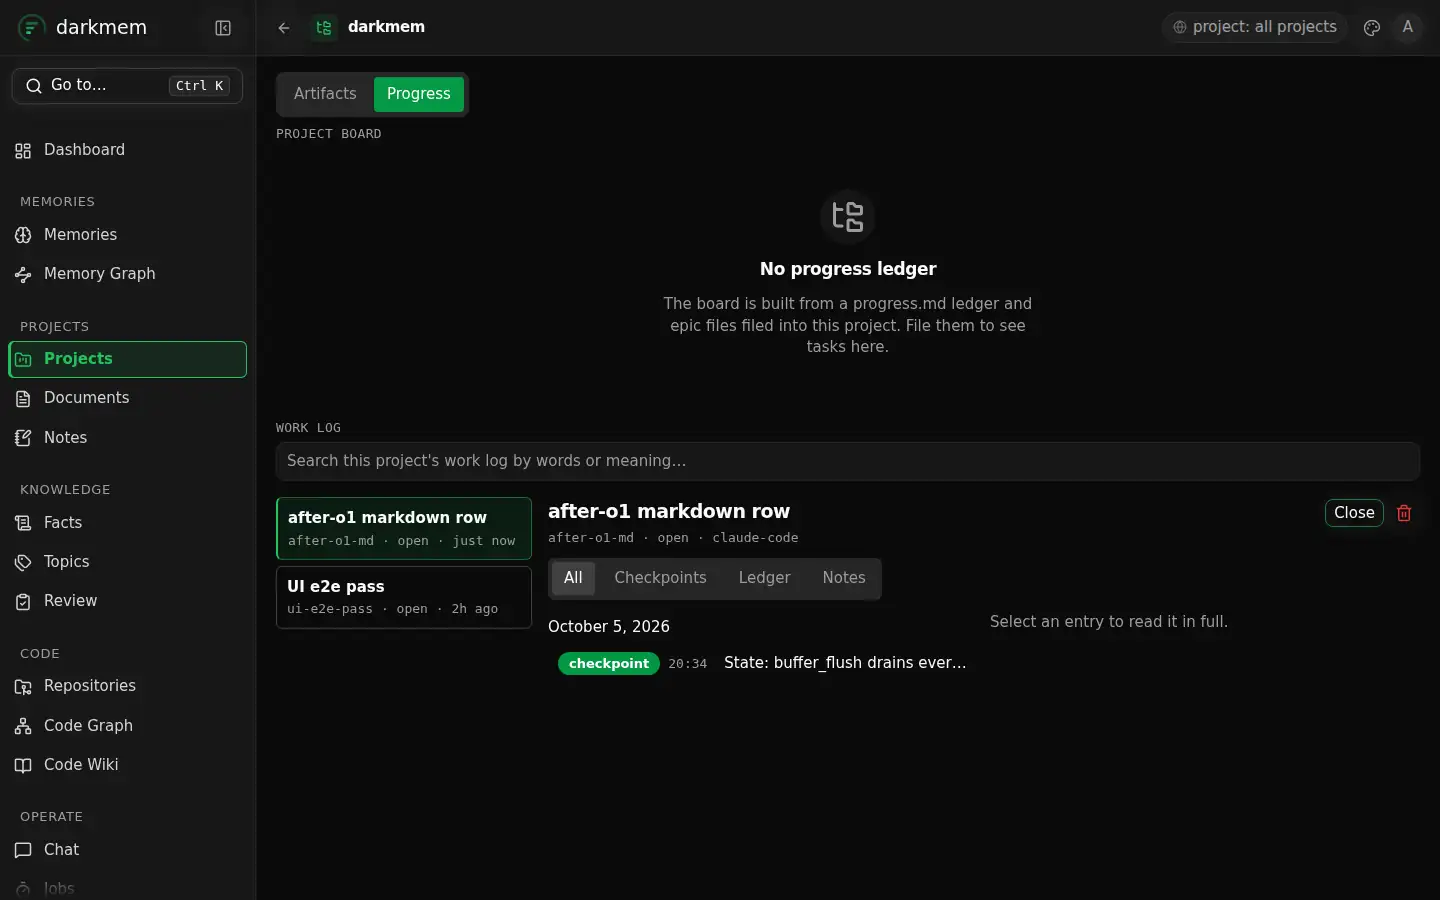 darkmem
Go to…
Ctrl K
Dashboard
MEMORIES
Memories
Memory Graph
PROJECTS
Projects
Documents
Notes
KNOWLEDGE
Facts
Topics
Review
CODE
Repositories
Code Graph
Code Wiki
OPERATE
Chat
Jobs
darkmem
project: all projects
A
Artifacts
Progress
PROJECT BOARD
No progress ledger
The board is built from a progress.md ledger and
epic files filed into this project. File them to see
tasks here.
WORK LOG
Search this project's work log by words or meaning…
after-o1 markdown row
after-o1-md · open · just now
UI e2e pass
ui-e2e-pass · open · 2h ago
after-o1 markdown row
after-o1-md · open · claude-code
Close
All
Checkpoints
Ledger
Notes
October 5, 2026
checkpoint
20:34
State: buffer_flush drains ever…
Select an entry to read it in full.